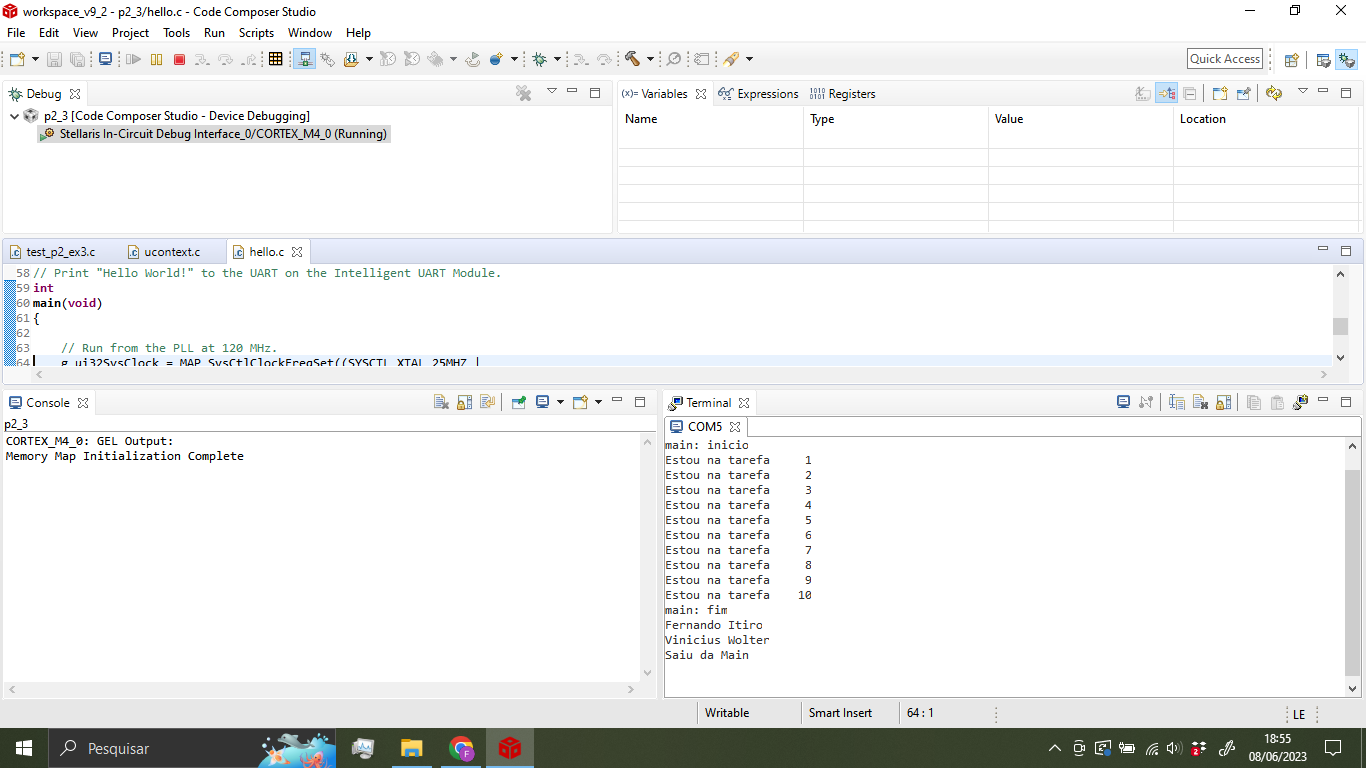 workspace_v9_2 - p2_3/hello.c - Code Composer Studio
File Edit View Project Tools Run Scripts Window Help
Quick Access
Debug
(x)= Variables Expressions Registers
p2_3 [Code Composer Studio - Device Debugging]
Stellaris In-Circuit Debug Interface_0/CORTEX_M4_0 (Running)
Name Type Value Location
test_p2_ex3.c ucontext.c hello.c
58 // Print "Hello World!" to the UART on the Intelligent UART Module.
59 int
60 main(void)
61 {
62
63 // Run from the PLL at 120 MHz.
64 g_ui32SysClock = MAP_SysCtlClockFreqSet((SYSCTL_XTAL_25MHZ |
Console
p2_3
CORTEX_M4_0: GEL Output:
Memory Map Initialization Complete
Terminal
COM5
main: inicio
Estou na tarefa 1
Estou na tarefa 2
Estou na tarefa 3
Estou na tarefa 4
Estou na tarefa 5
Estou na tarefa 6
Estou na tarefa 7
Estou na tarefa 8
Estou na tarefa 9
Estou na tarefa 10
main: fim
Fernando Itiro
Vinicius Wolter
Saiu da Main
Writable Smart Insert 64 : 1 LE
Pesquisar
F
2
18:55
08/06/2023